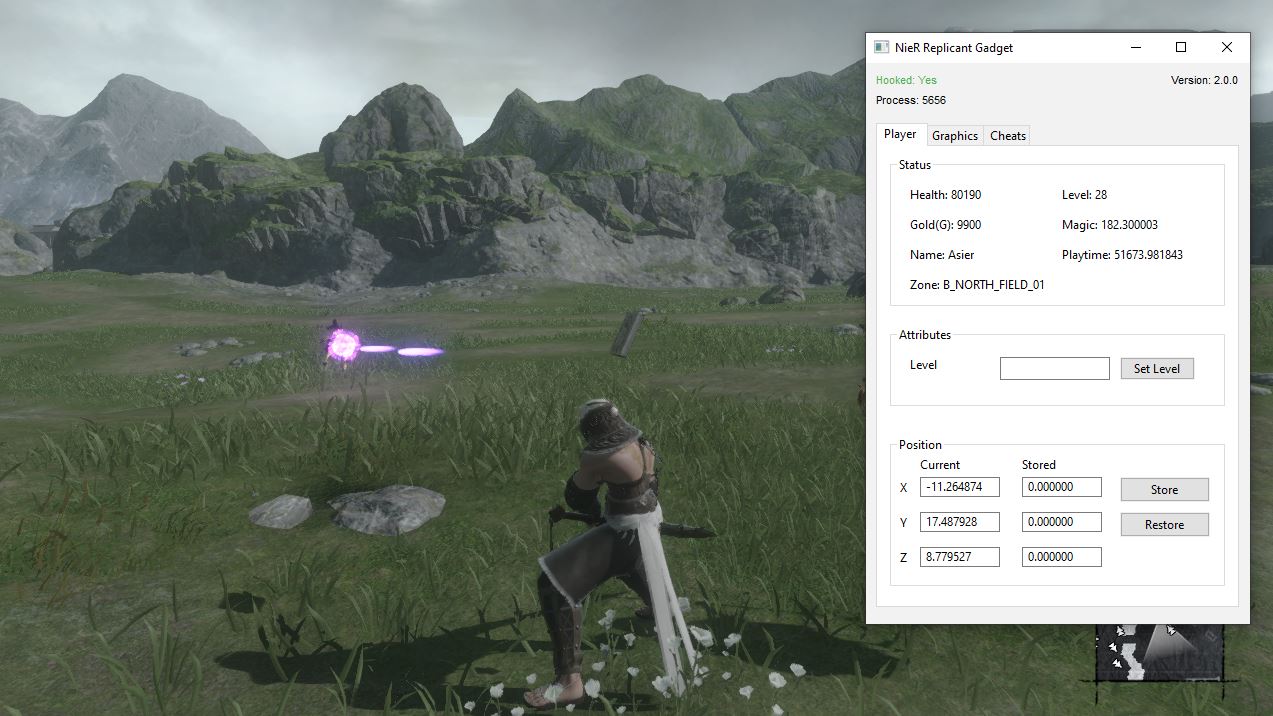 NieR Replicant Gadget
Hooked: Yes
Version: 2.0.0
Process: 5656
Player Graphics Cheats
Status
Health: 80190 Level: 28
Gold(G): 9900 Magic: 182.300003
Name: Asier Playtime: 51673.981843
Zone: B_NORTH_FIELD_01
Attributes
Level Set Level
Position
Current Stored
X -11.264874 0.000000 Store
Y 17.487928 0.000000 Restore
Z 8.779527 0.000000